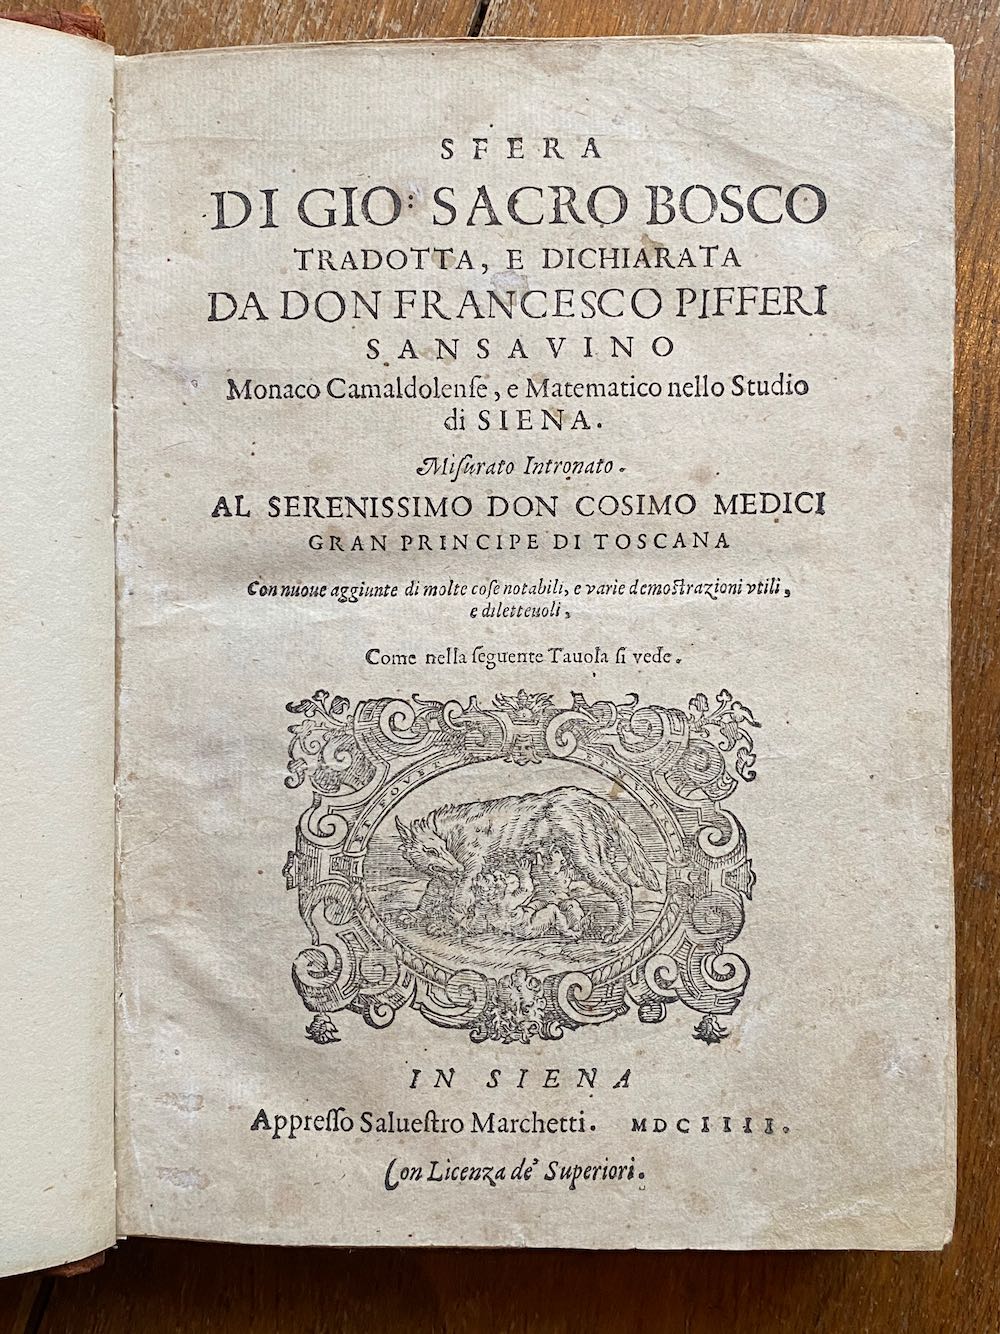 SFERA
DI GIO: SACRO BOSCO
TRADOTTA, E DICHIARATA
DA DON FRANCESCO PIFFERI
SANSAVINO
Monaco Camaldolenſe, e Matematico nello Studio
di SIENA.
Miſurato Intronato.
AL SERENISSIMO DON COSIMO MEDICI
GRAN PRINCIPE DI TOSCANA
Con nuoue aggiunte di molte coſe notabili, e varie demoſtrazioni vtili,
e diletteuoli,
Come nella ſeguente Tauola ſi vede.
ET FOVET
IN SIENA
Appreſſo Salueſtro Marchetti. MDCIIII.
Con Licenza de' Superiori.